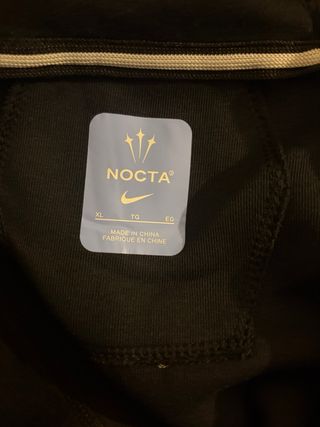 NOCTA
XL TG EG
MADE IN CHINA
FABRIQUÉ EN CHINE